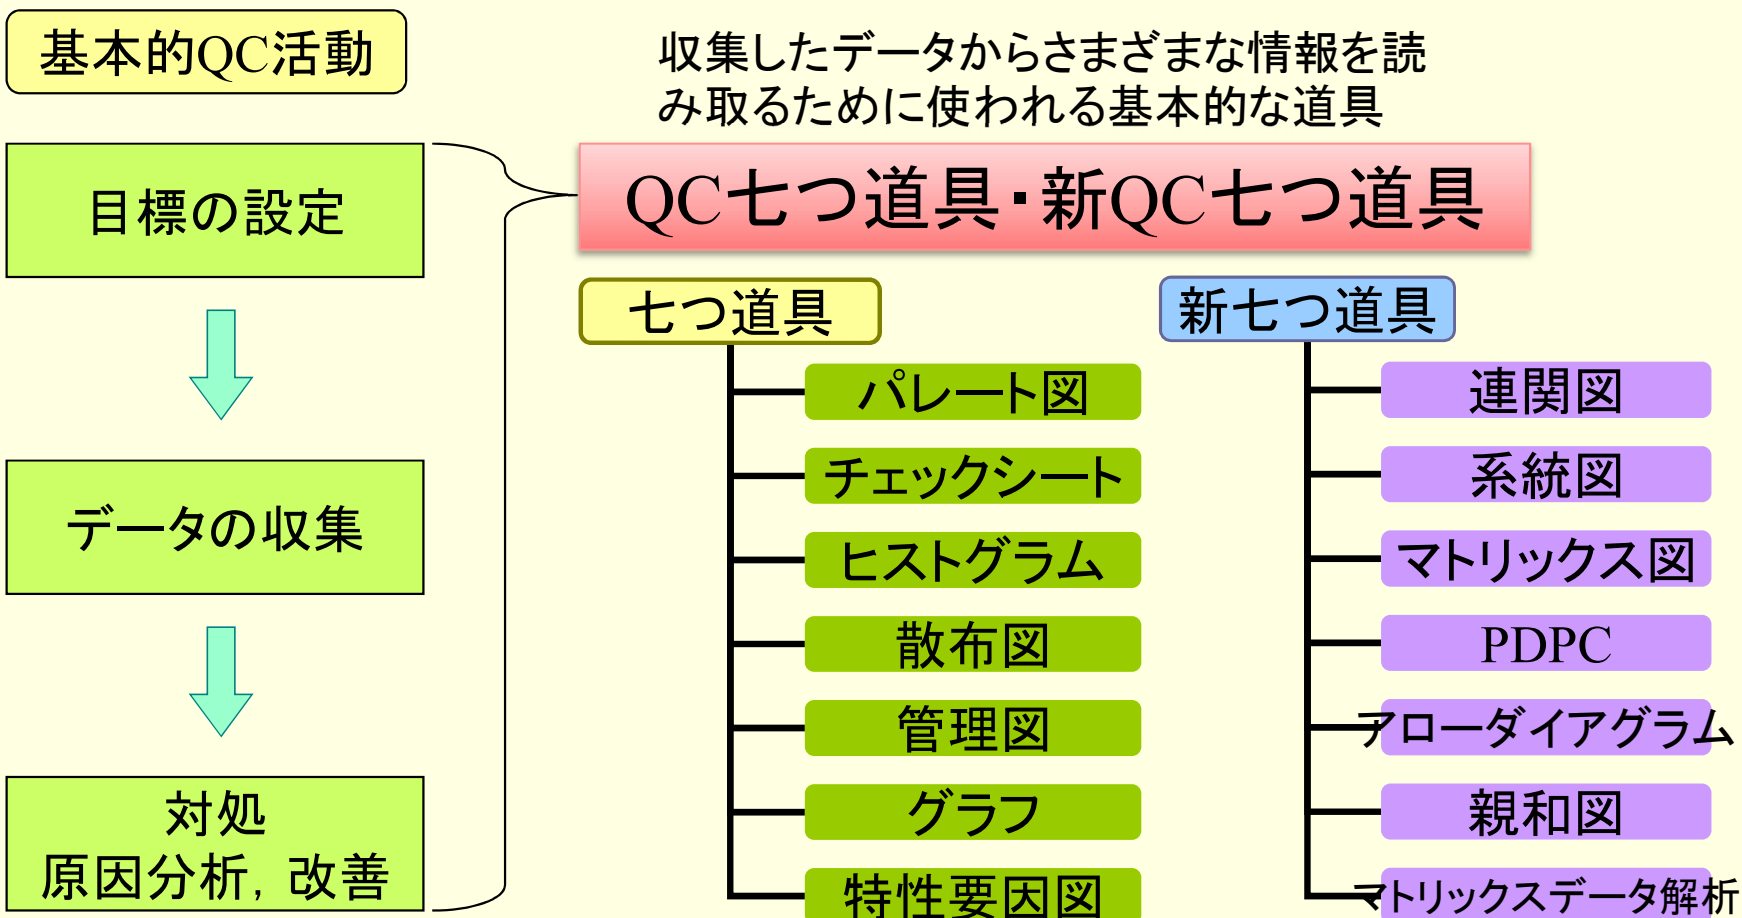 基本的QC活動
収集したデータからさまざまな情報を読
み取るために使われる基本的な道具
目標の設定
データの収集
対処
原因分析, 改善
QC七つ道具・新QC七つ道具
七つ道具
パレート図
チェックシート
ヒストグラム
散布図
管理図
グラフ
特性要因図
新七つ道具
連関図
系統図
マトリックス図
PDPC
アローダイアグラム
親和図
マトリックスデータ解析